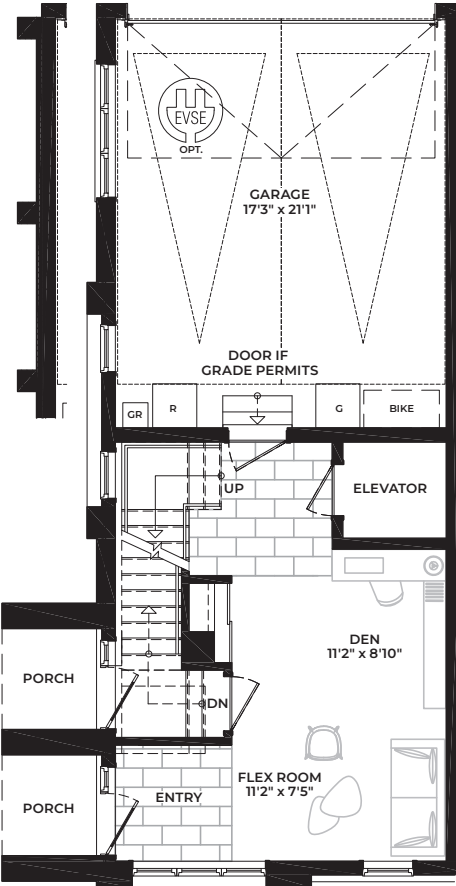 EVSE
OPT.
GARAGE
17'3" x 21'1"
DOOR IF
GRADE PERMITS
GR
R
G
BIKE
UP
ELEVATOR
DEN
11'2" x 8'10"
PORCH
DN
FLEX ROOM
11'2" x 7'5"
ENTRY
PORCH